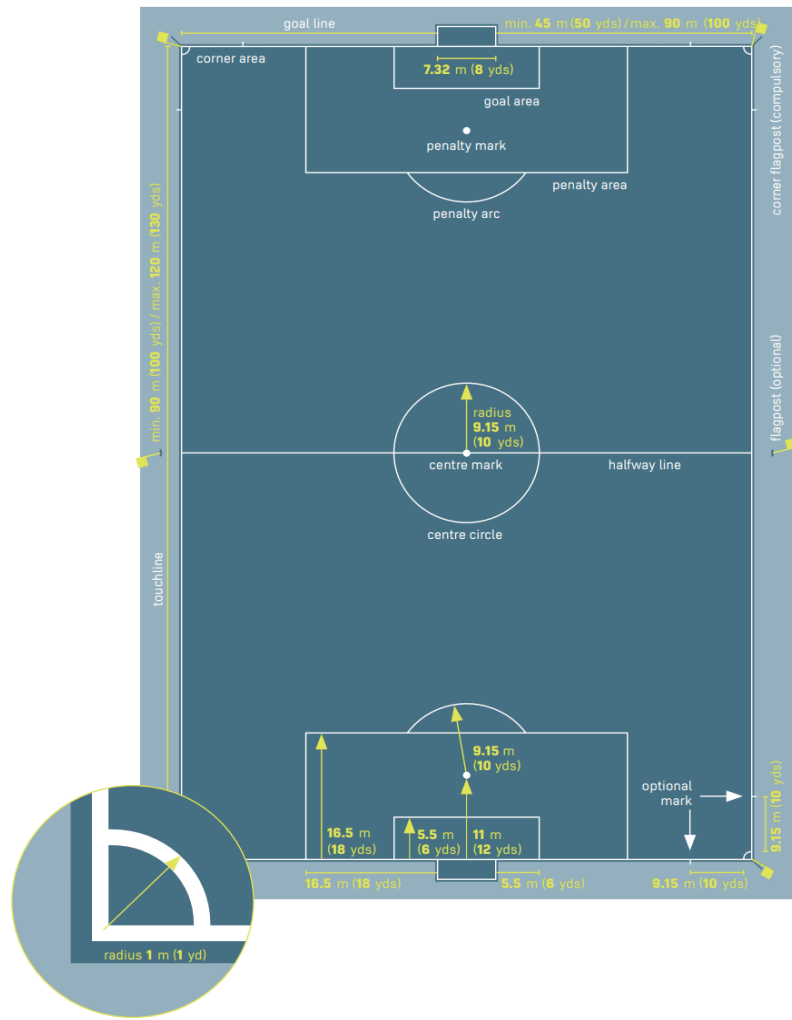 goal line
min. 45 m (50 yds) / max. 90 m (100 yds)
corner area
7.32 m (8 yds)
goal area
penalty mark
penalty area
penalty arc
corner flagpost (compulsory)
min. 90 m (100 yds) / max. 120 m (130 yds)
flagpost (optional)
radius
9.15 m
(10 yds)
centre mark
halfway line
centre circle
touchline
9.15 m
(10 yds)
optional
mark
9.15 m (10 yds)
16.5 m
(18 yds)
5.5 m
(6 yds)
11 m
(12 yds)
16.5 m (18 yds)
5.5 m (6 yds)
9.15 m (10 yds)
radius 1 m (1 yd)